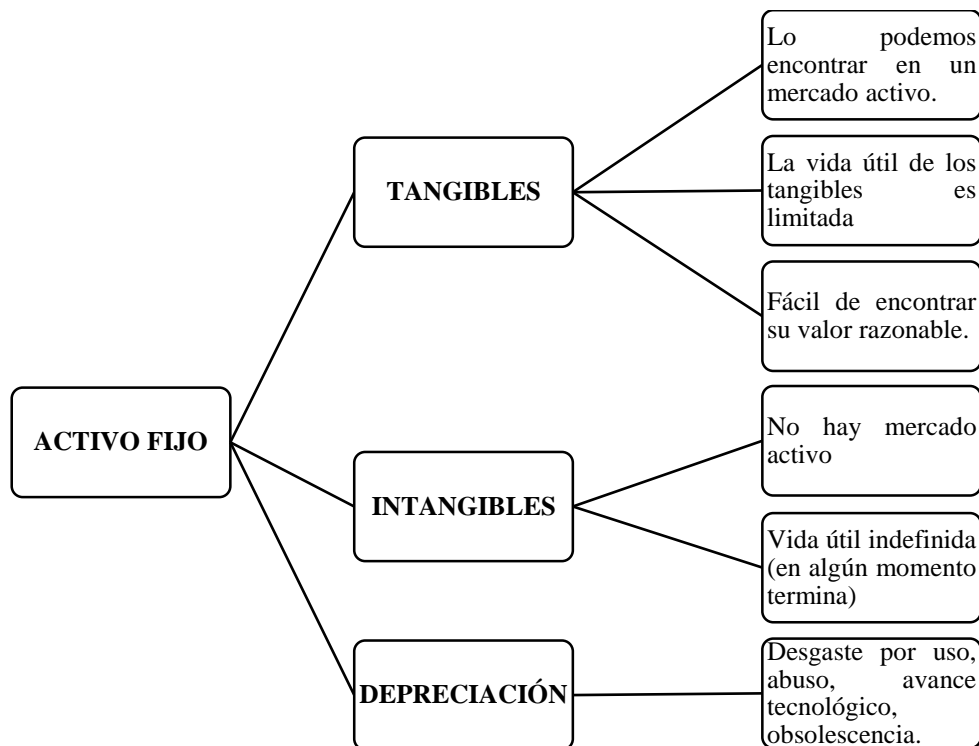 Lo podemos
encontrar en un
mercado activo.
TANGIBLES
La vida útil de los
tangibles es
limitada
Fácil de encontrar
su valor razonable.
ACTIVO FIJO
No hay mercado
activo
INTANGIBLES
Vida útil indefinida
(en algún momento
termina)
DEPRECIACIÓN
Desgaste por uso,
abuso, avance
tecnológico,
obsolescencia.